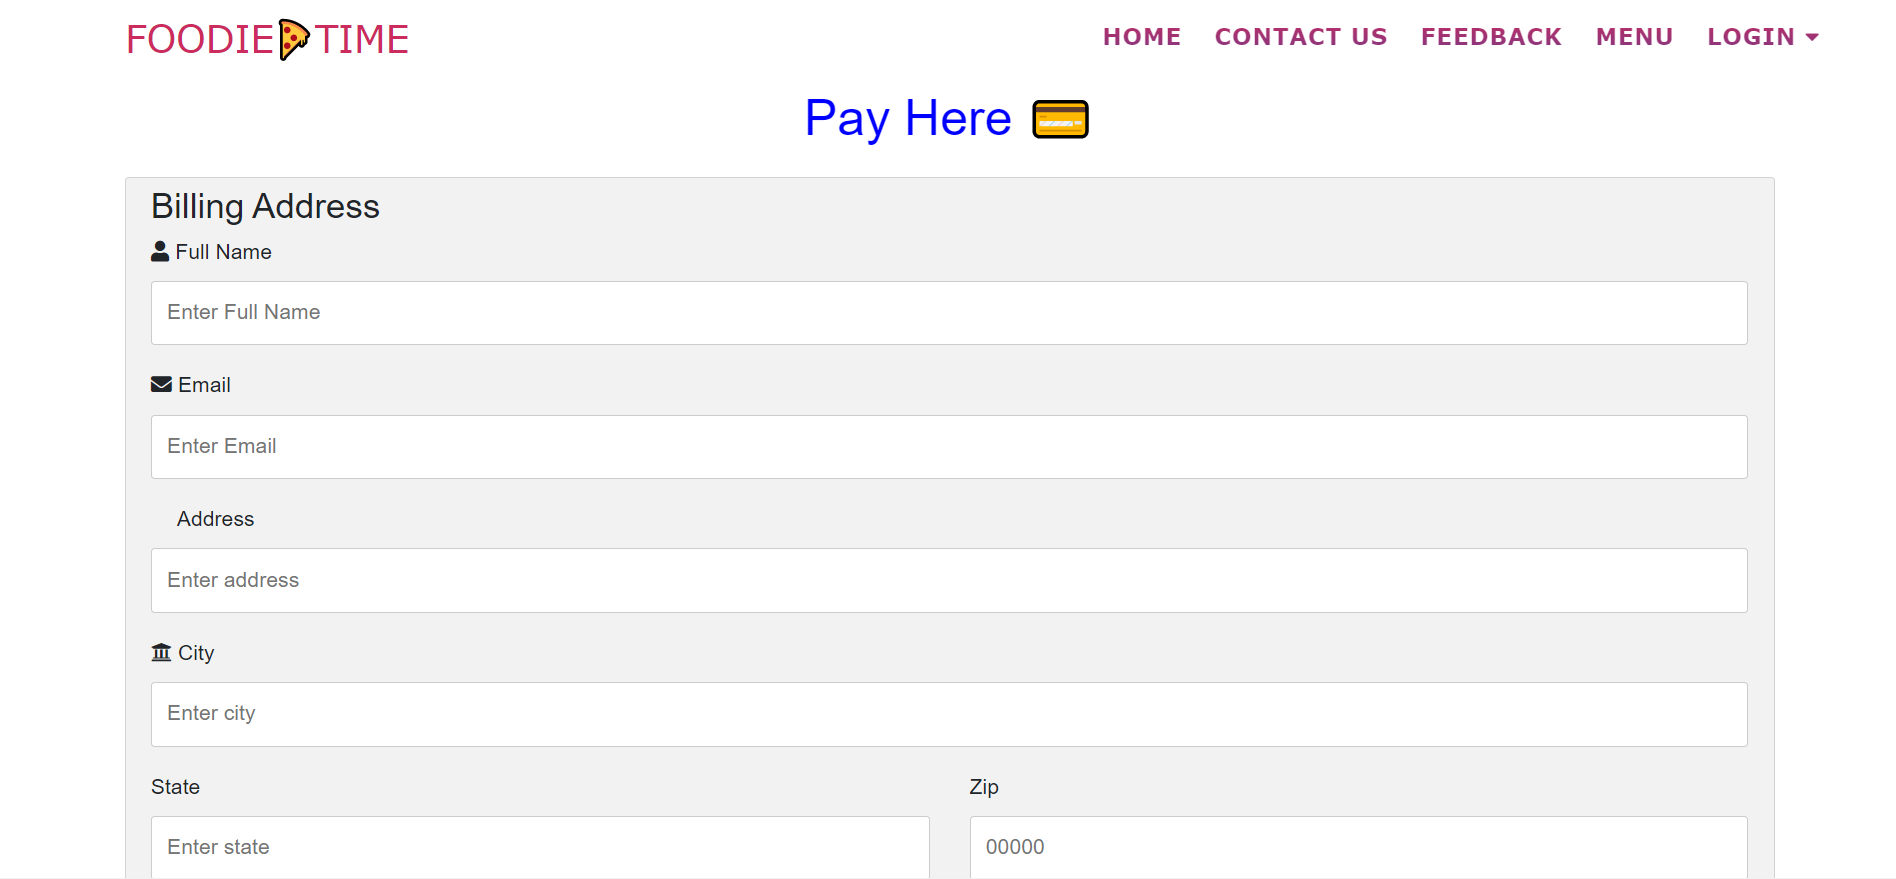 FOODIE TIME
HOME CONTACT US FEEDBACK MENU LOGIN
Pay Here
Billing Address
Full Name
Enter Full Name
Email
Enter Email
Address
Enter address
City
Enter city
State Zip
Enter state 00000